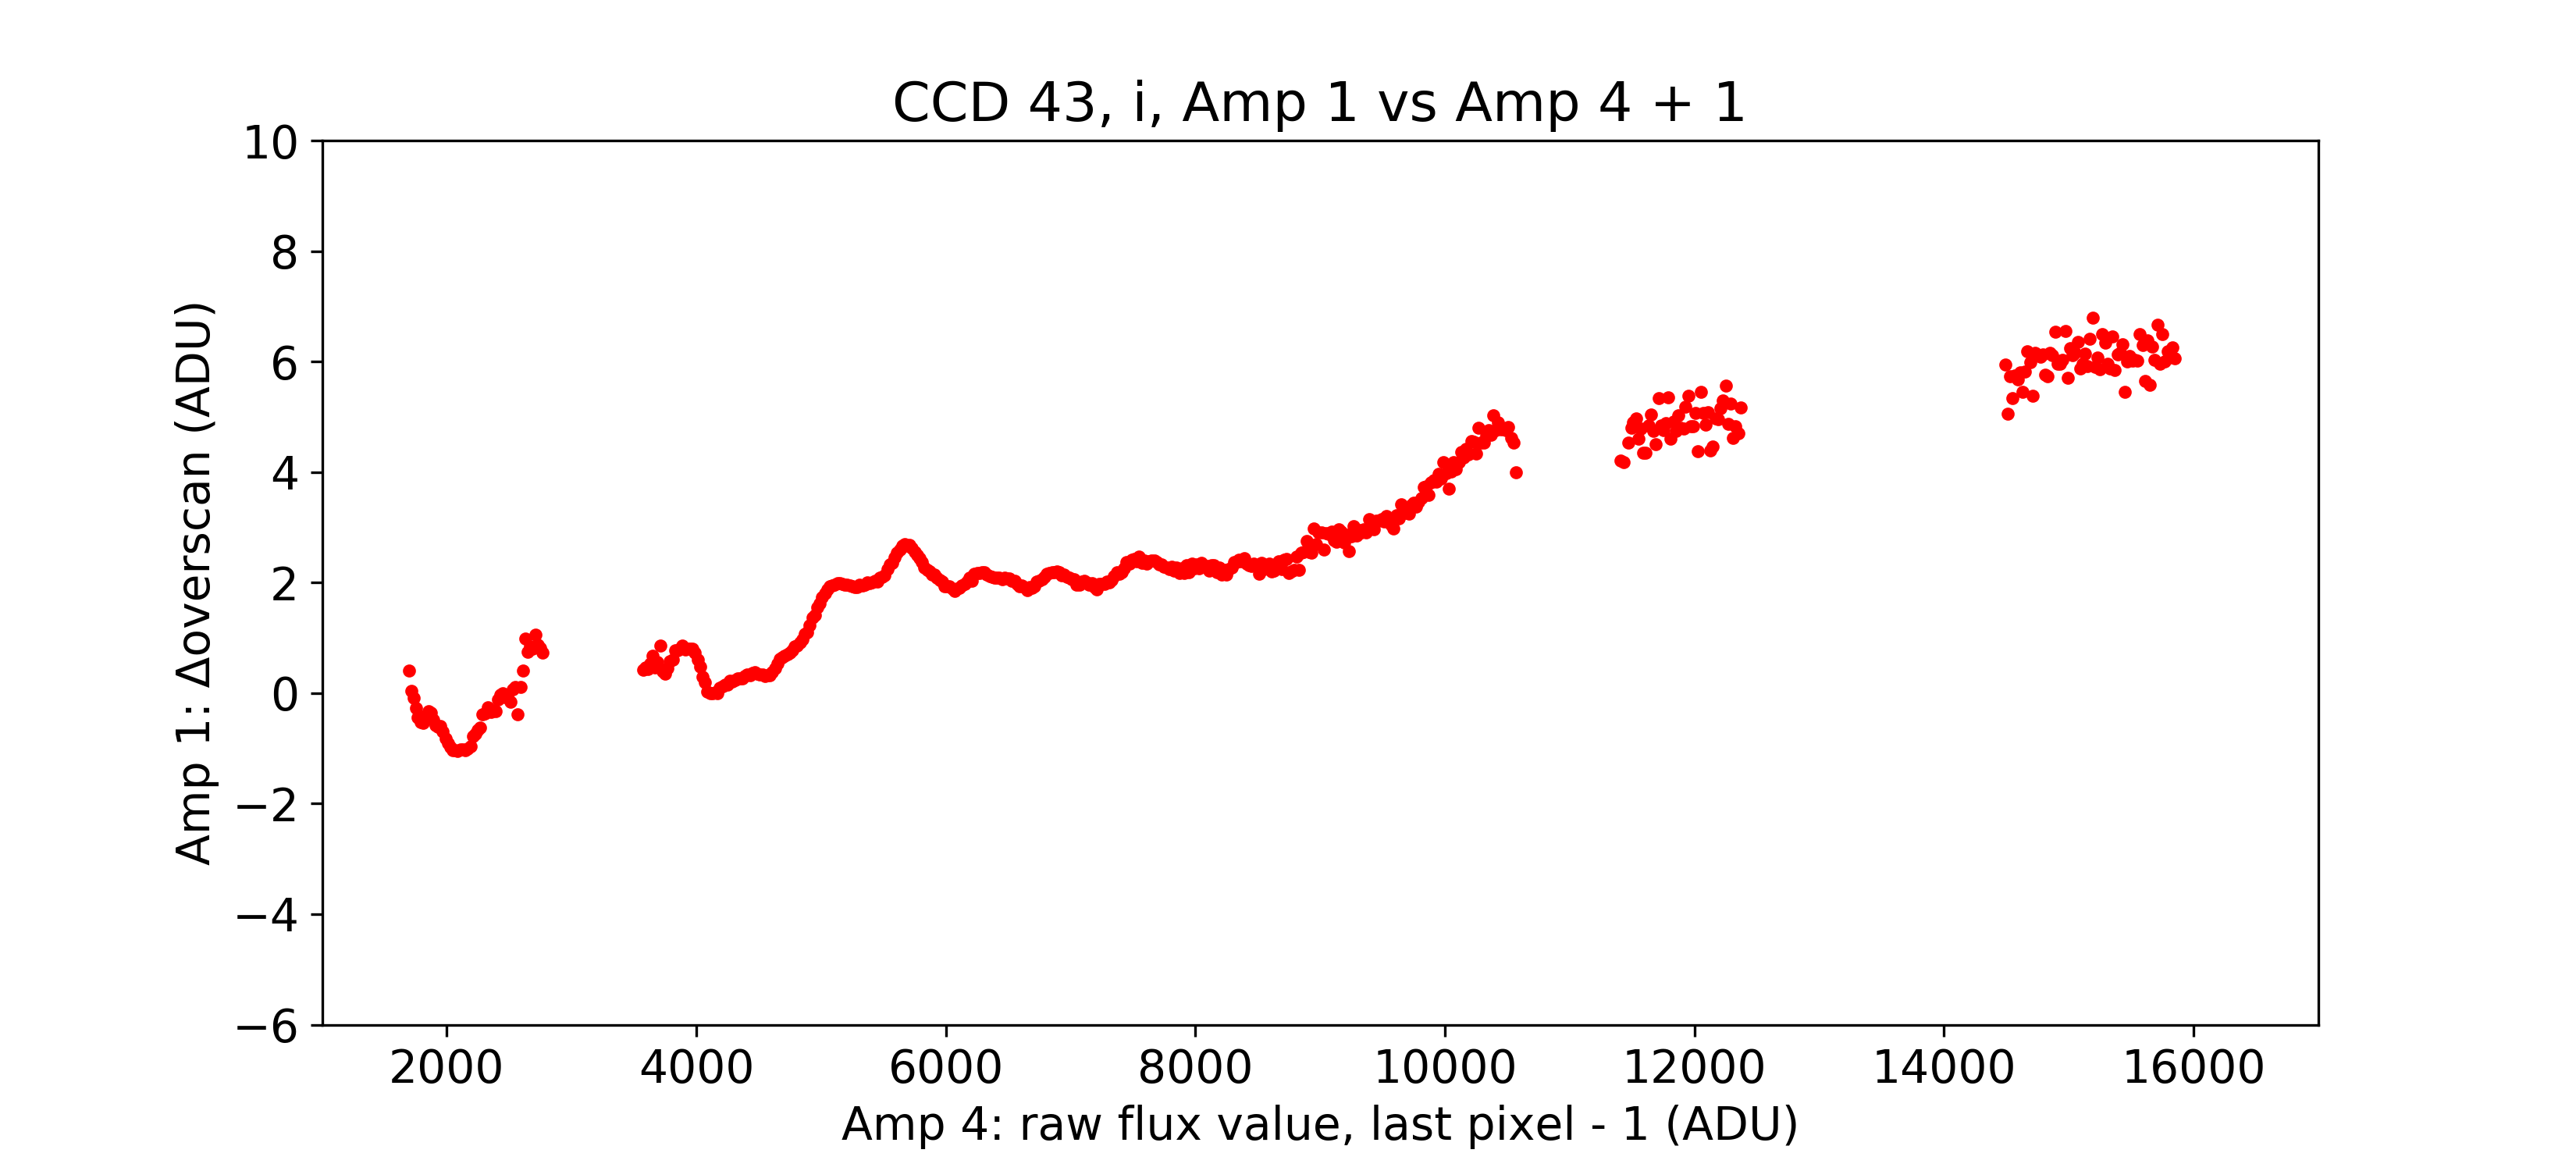 CCD 43, i, Amp 1 vs Amp 4 + 1
10
8
6
4
2
0
−2
−4
−6
Amp 1: Δoverscan (ADU)
2000 4000 6000 8000 10000 12000 14000 16000
Amp 4: raw flux value, last pixel - 1 (ADU)